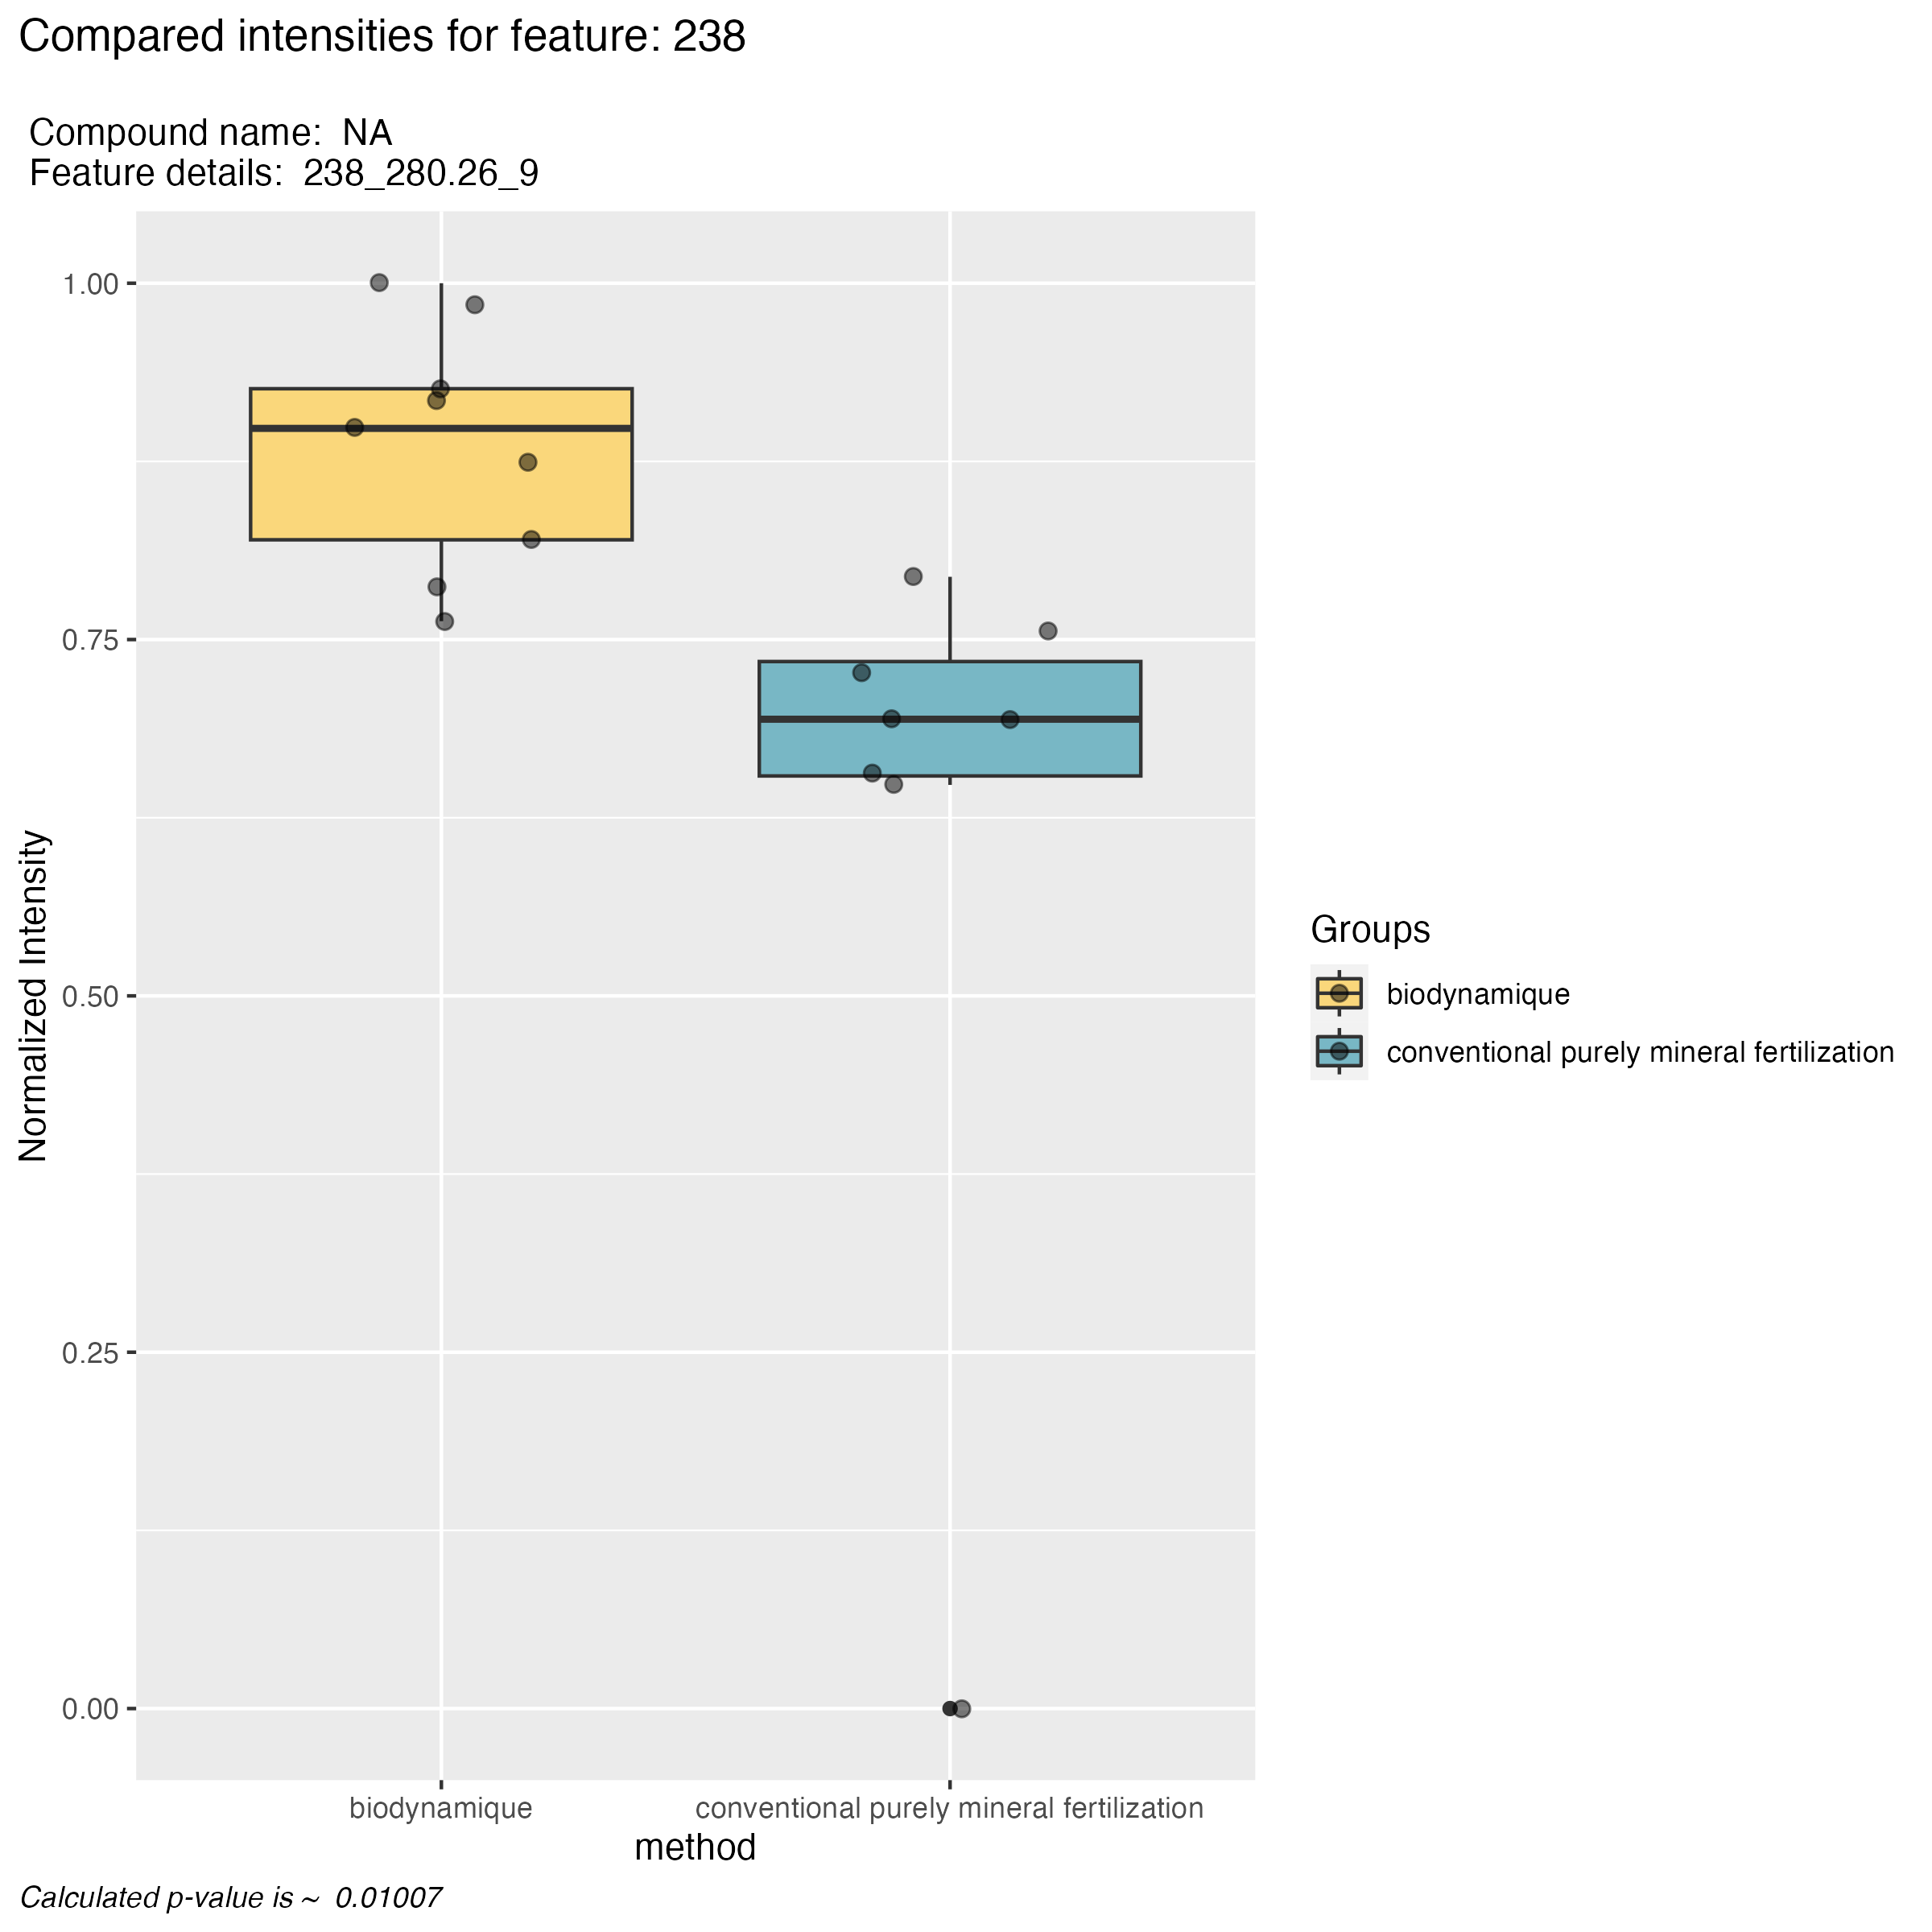 Compared intensities for feature: 238
Compound name:  NA
Feature details:  238_280.26_9
1.00
0.75
0.50
0.25
0.00
Normalized Intensity
biodynamique
conventional purely mineral fertilization
method
Groups
biodynamique
conventional purely mineral fertilization
Calculated p-value is ~  0.01007